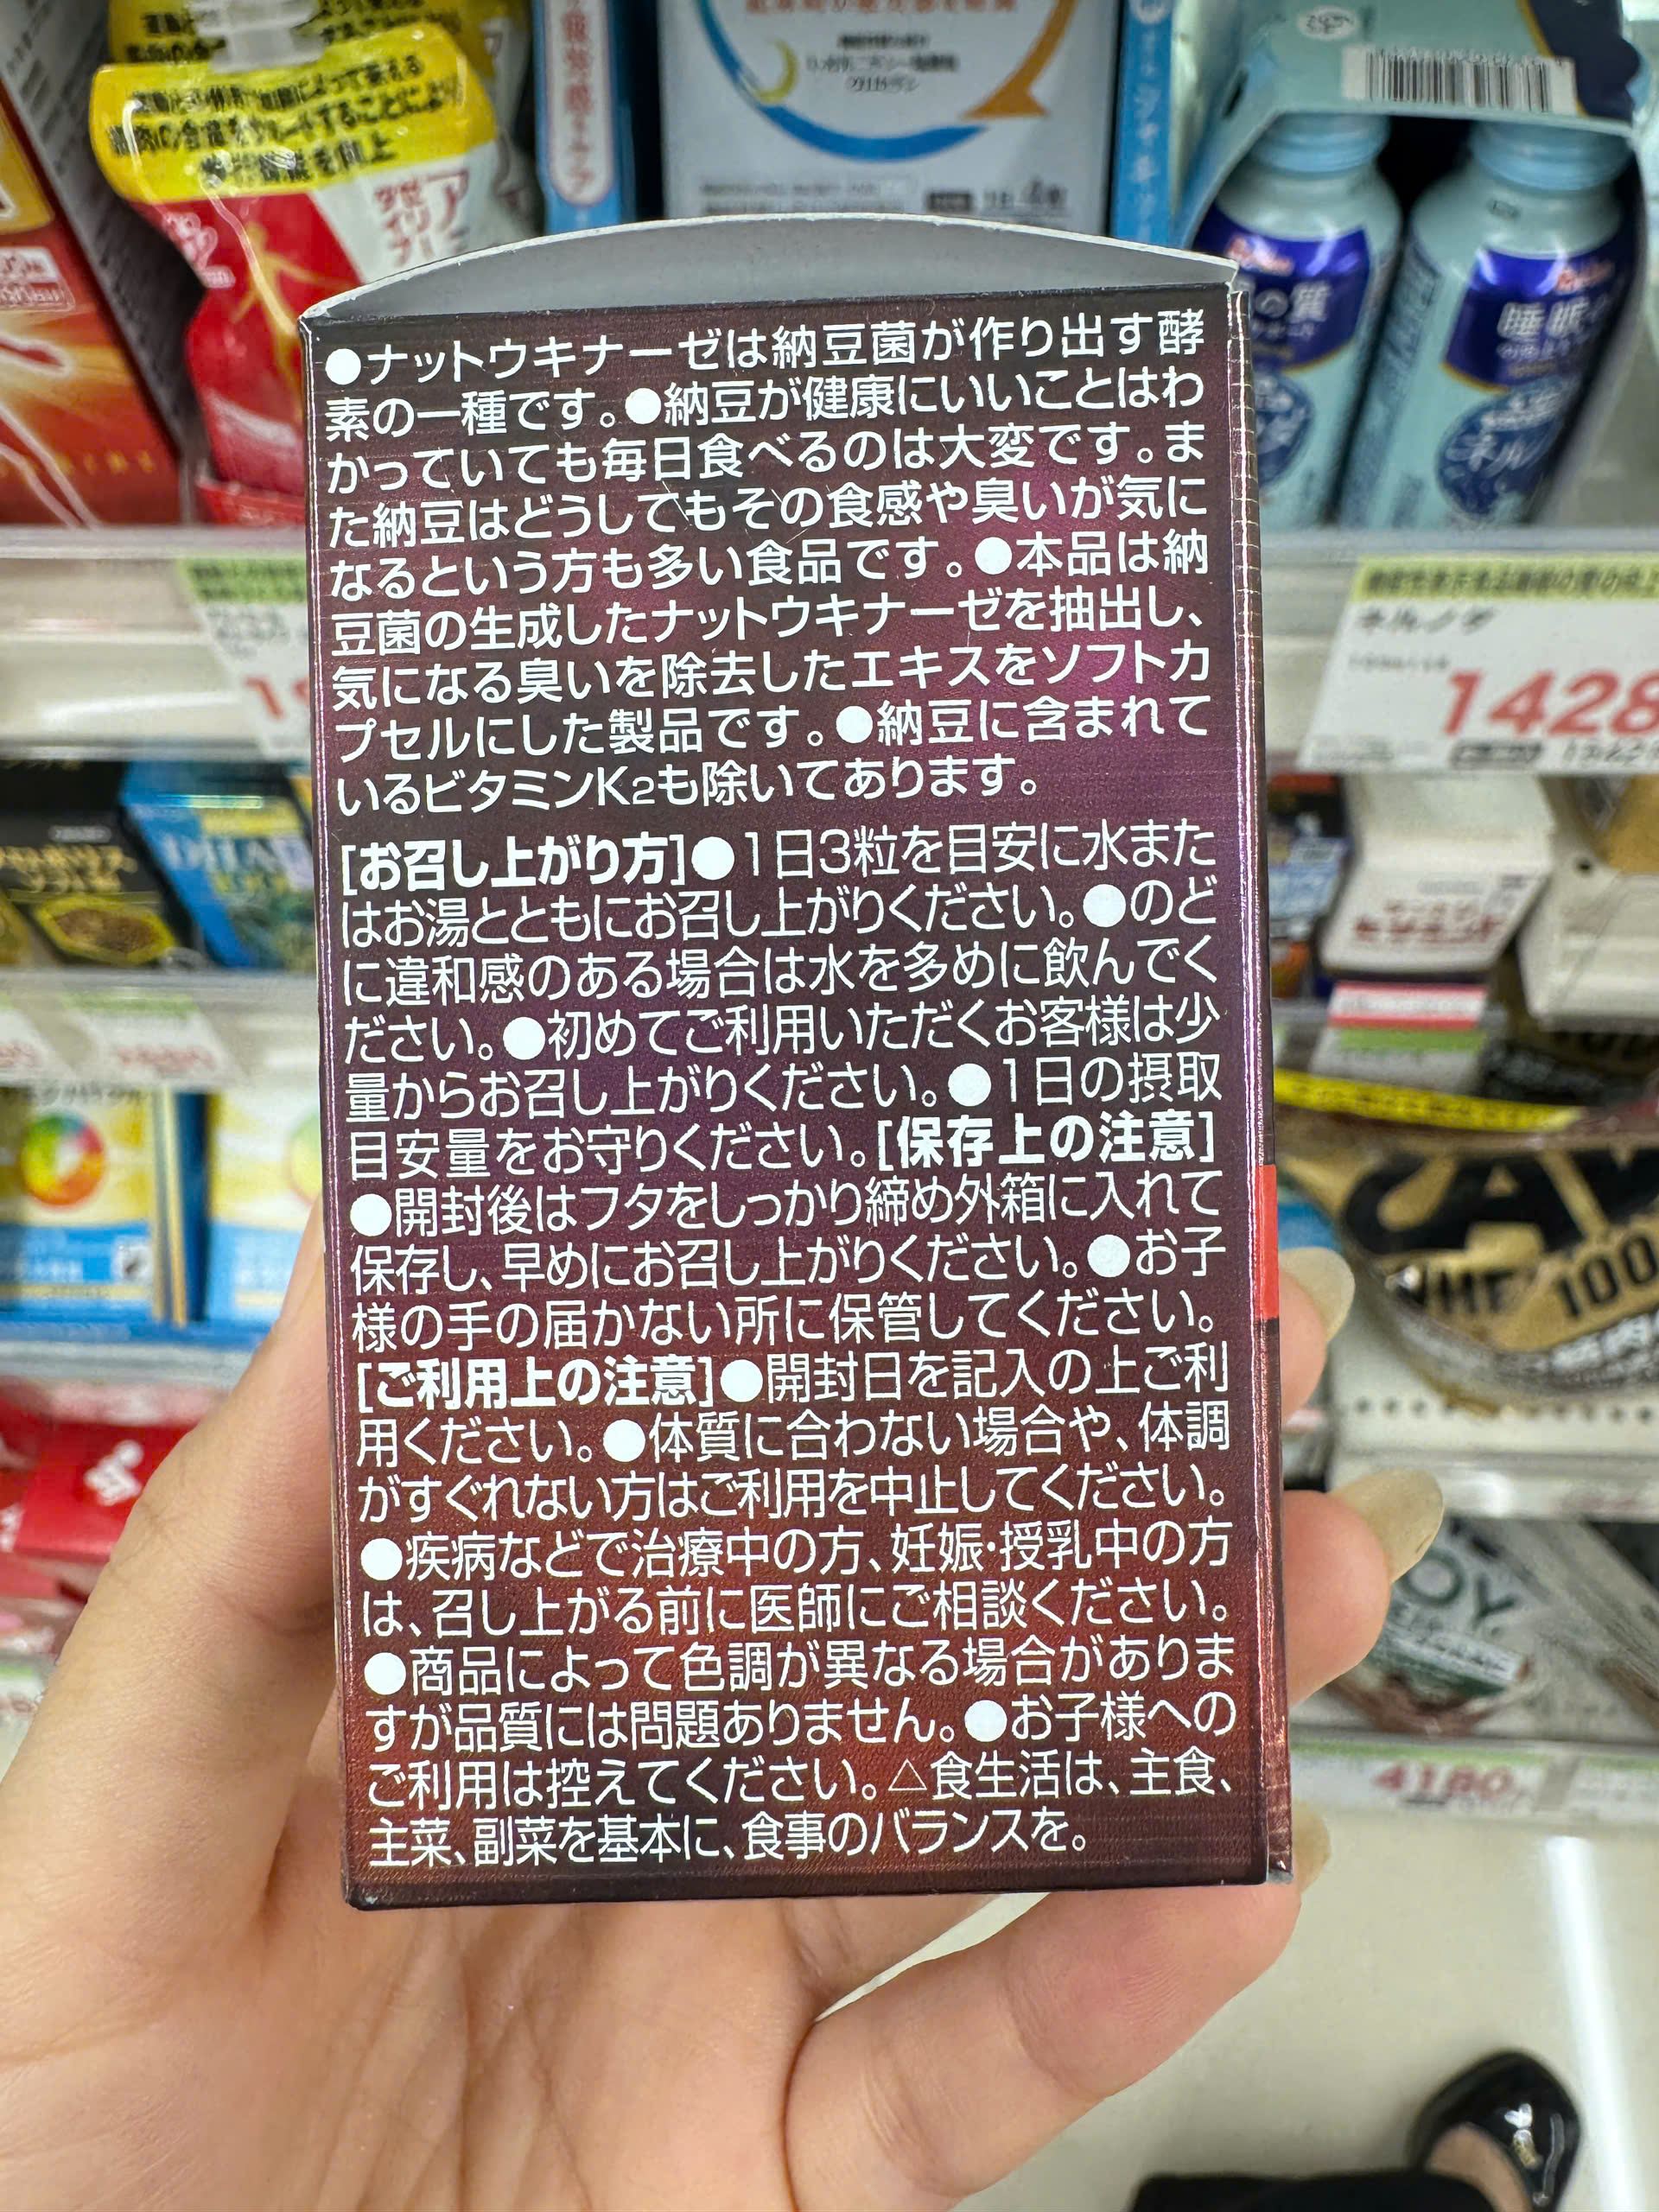 ●ナットウキナーゼは納豆菌が作り出す酵
素の一種です。●納豆が健康にいいことはわ
かっていても毎日食べるのは大変です。ま
た納豆はどうしてもその食感や臭いが気に
なるという方も多い食品です。●本品は納
豆菌の生成したナットウキナーゼを抽出し、
気になる臭いを除去したエキスをソフトカ
プセルにした製品です。●納豆に含まれて
いるビタミンK2も除いてあります。
[お召し上がり方]●1日3粒を目安に水また
はお湯とともにお召し上がりください。●のど
に違和感のある場合は水を多めに飲んでく
ださい。●初めてご利用いただくお客様は少
量からお召し上がりください。●1日の摂取
目安量をお守りください。[保存上の注意]
●開封後はフタをしっかり締め外箱に入れて
保存し、早めにお召し上がりください。●お子
様の手の届かない所に保管してください。
[ご利用上の注意]●開封日を記入の上ご利
用ください。●体質に合わない場合や、体調
がすぐれない方はご利用を中止してください。
●疾病などで治療中の方、妊娠・授乳中の方
は、召し上がる前に医師にご相談ください。
●商品によって色調が異なる場合がありま
すが品質には問題ありません。●お子様への
ご利用は控えてください。△食生活は、主食、
主菜、副菜を基本に、食事のバランスを。
ネルノダ
1428
睡眠
の質
DHA
100
4180